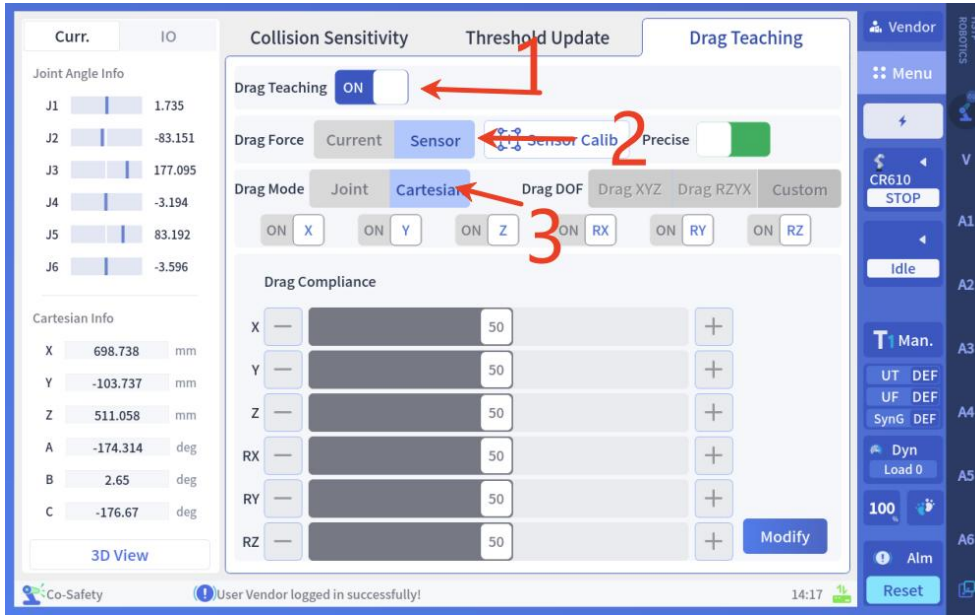 Curr. IO
Joint Angle Info
J1 1.735
J2 -83.151
J3 177.095
J4 -3.194
J5 83.192
J6 -3.596
Cartesian Info
X 698.738 mm
Y -103.737 mm
Z 511.058 mm
A -174.314 deg
B 2.65 deg
C -176.67 deg
3D View
Collision Sensitivity Threshold Update Drag Teaching
Drag Teaching ON 1
Drag Force Current Sensor Sensor Calib Precise 2
Drag Mode Joint Cartesian Drag DOF Drag XYZ Drag RZYX Custom
ON X ON Y ON Z ON RX ON RY ON RZ
3
Drag Compliance
X — 50 +
Y — 50 +
Z — 50 +
RX — 50 +
RY — 50 +
RZ — 50 +
Modify
Vendor
Menu
CR610
STOP
Idle
T1 Man.
UT DEF
UF DEF
SynG DEF
Dyn
Load 0
100%
Alm
Reset
ROBOTICS
V
A1
A2
A3
A4
A5
A6
Co-Safety User Vendor logged in successfully! 14:17